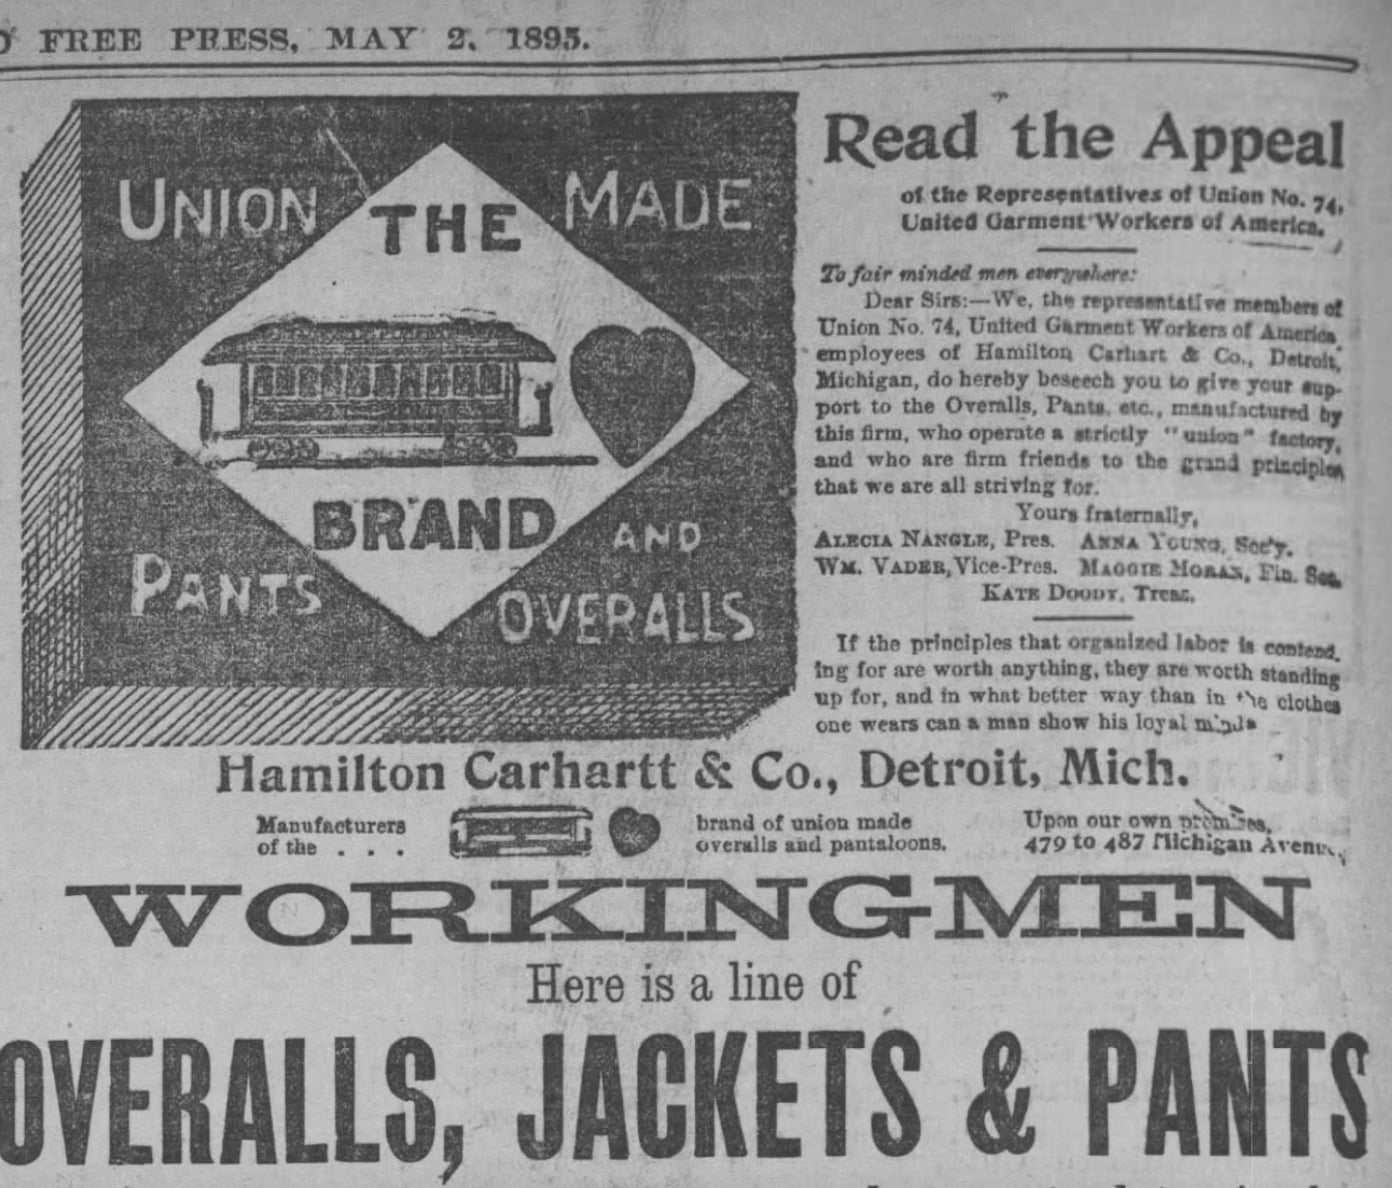 FREE PRESS, MAY 2, 1895.
UNION MADE
THE
BRAND
PANTS AND OVERALLS
Read the Appeal
of the Representatives of Union No. 74,
United Garment Workers of America.
To fair minded men everywhere:
Dear Sirs:—We, the representative members of
Union No. 74, United Garment Workers of America
employees of Hamilton Carhart & Co., Detroit,
Michigan, do hereby beseech you to give your sup-
port to the Overalls, Pants, etc., manufactured by
this firm, who operate a strictly "union" factory,
and who are firm friends to the grand principles
that we are all striving for.
Yours fraternally,
ALECIA NANGLE, Pres. ANNA YOUNG, Sec'y.
WM. VADER, Vice-Pres. MAGGIE MORAN, Fin. Sec.
KATE DOODY, Treas.
If the principles that organized labor is contend-
ing for are worth anything, they are worth standing
up for, and in what better way than in the clothes
one wears can a man show his loyal
Hamilton Carhartt & Co., Detroit, Mich.
Manufacturers
of the . . .
brand of union made
overalls and pantaloons.
Upon our own premises,
479 to 487 Michigan Avenue,
WORKINGMEN
Here is a line of
OVERALLS, JACKETS & PANTS